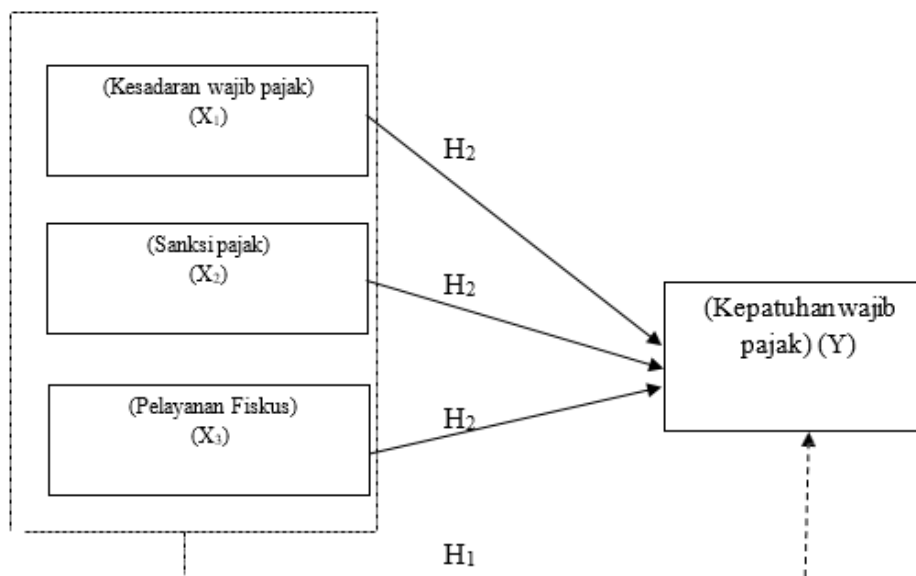 (Kesadaran wajib pajak)
(X₁)
H₂
(Sanksi pajak)
(X₂)
H₂
(Kepatuhan wajib
pajak) (Y)
(Pelayanan Fiskus)
(X₃)
H₂
H₁